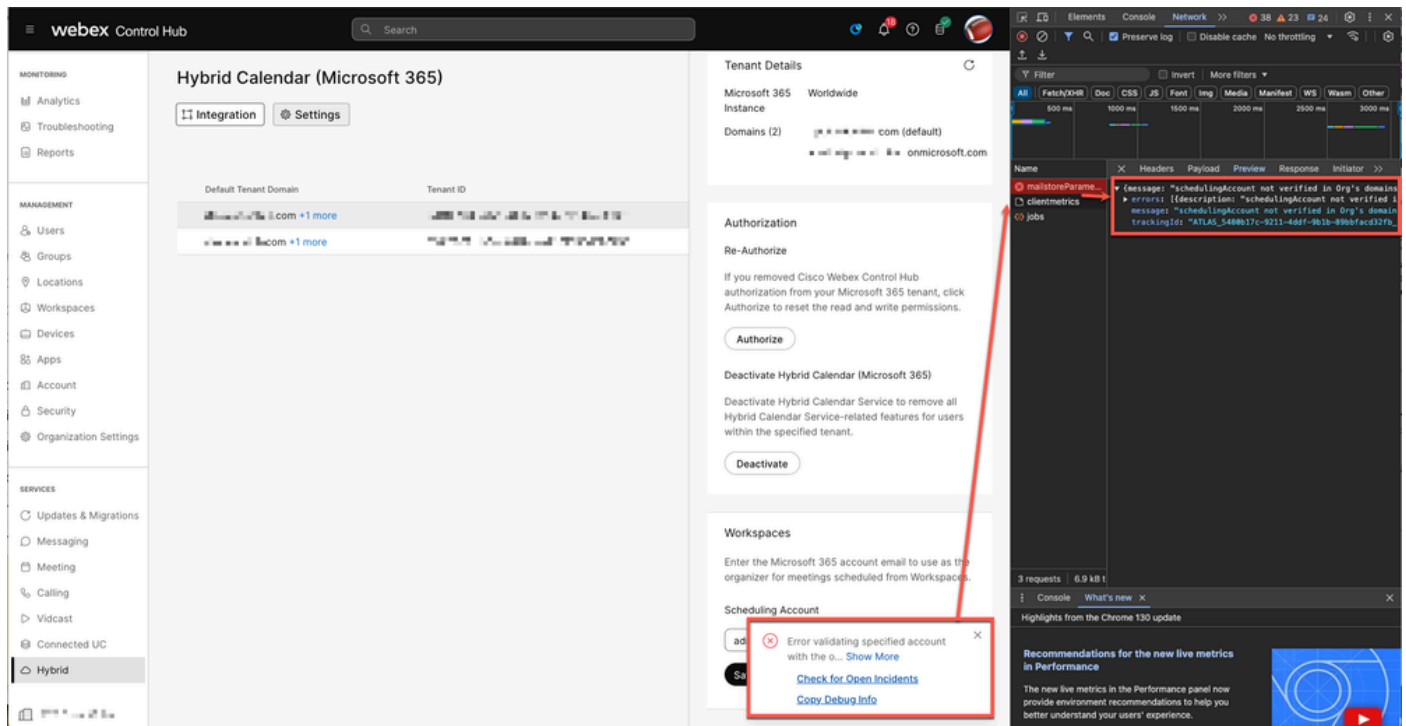 webex Control Hub
Search
18
MONITORING
Analytics
Troubleshooting
Reports
MANAGEMENT
Users
Groups
Locations
Workspaces
Devices
Apps
Account
Security
Organization Settings
SERVICES
Updates & Migrations
Messaging
Meeting
Calling
Vidcast
Connected UC
Hybrid
Hybrid Calendar (Microsoft 365)
Integration
Settings
Default Tenant Domain
Tenant ID
.com +1 more
.com +1 more
Tenant Details
Microsoft 365 Instance
Worldwide
Domains (2)
com (default)
onmicrosoft.com
Authorization
Re-Authorize
If you removed Cisco Webex Control Hub
authorization from your Microsoft 365 tenant, click
Authorize to reset the read and write permissions.
Authorize
Deactivate Hybrid Calendar (Microsoft 365)
Deactivate Hybrid Calendar Service to remove all
Hybrid Calendar Service-related features for users
within the specified tenant.
Deactivate
Workspaces
Enter the Microsoft 365 account email to use as the
organizer for meetings scheduled from Workspaces.
Scheduling Account
Error validating specified account
with the o... Show More
Check for Open Incidents
Copy Debug Info
Elements Console Network 38 23 24
Preserve log Disable cache No throttling
Filter Invert More filters
All Fetch/XHR Doc CSS JS Font Img Media Manifest WS Wasm Other
500 ms 1000 ms 1500 ms 2000 ms 2500 ms 3000 ms
Name Headers Payload Preview Response Initiator
mailstoreParame...
clientmetrics
jobs
{message: "schedulingAccount not verified in Org's domains
errors: [{description: "schedulingAccount not verified i
message: "schedulingAccount not verified in Org's domain
trackingId: "ATLAS_5480b17c-9211-4ddf-9b1b-89bbfacd32fb_
3 requests 6.9 kB t
Console What's new
Highlights from the Chrome 130 update
Recommendations for the new live metrics
in Performance
The new live metrics in the Performance panel now
provide environment recommendations to help you
better understand your users' experience.